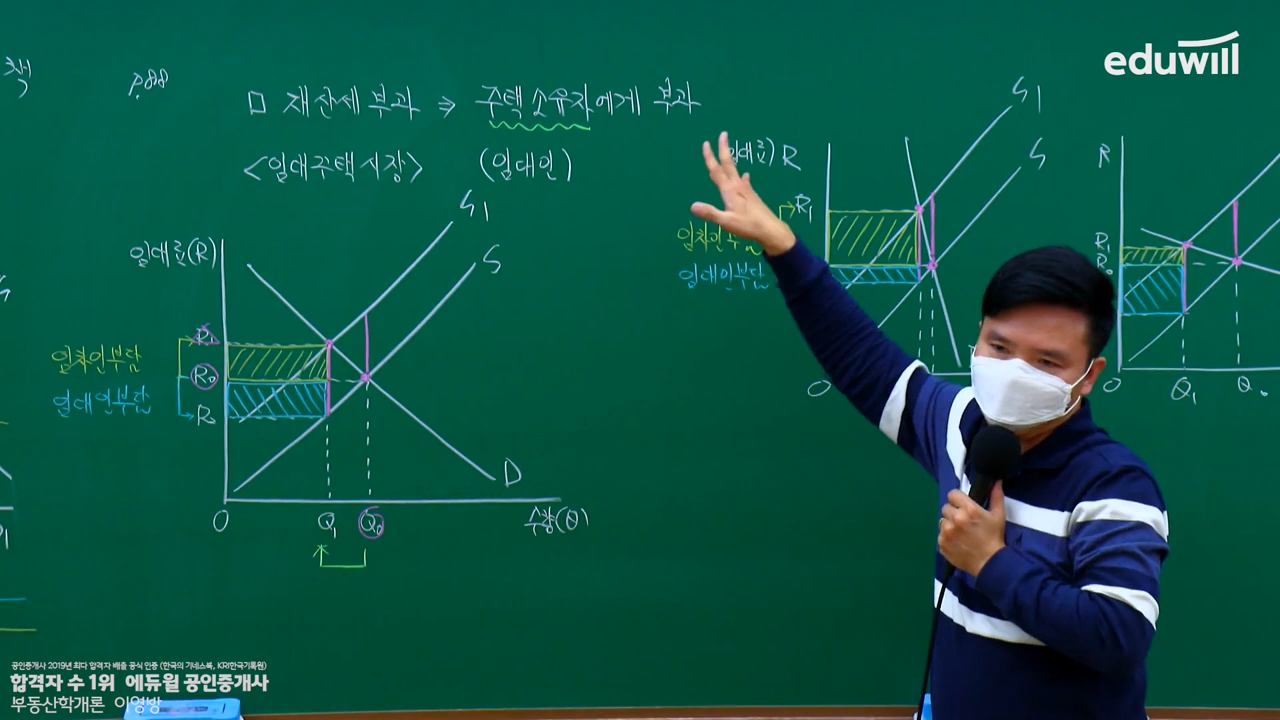 책
p.88
eduwill
□ 재산세 부과 ⇒ 주택소유자에게 부과
<임대주택시장> (임대인)
임대료(R)
S1
S
R1
임차인부담
R0
임대인부담
R0
D
0
Q1
Q0
수량(Q)
임대료) R
S1
S
R1
임차인부담
임대인부담
0
R
R1
R0
0
Q1
Q0
공인중개사 2019년 최다 합격자 배출 공식 인증 (한국의 기네스북, KRI한국기록원)
합격자 수 1위 에듀윌 공인중개사
부동산학개론 이영방